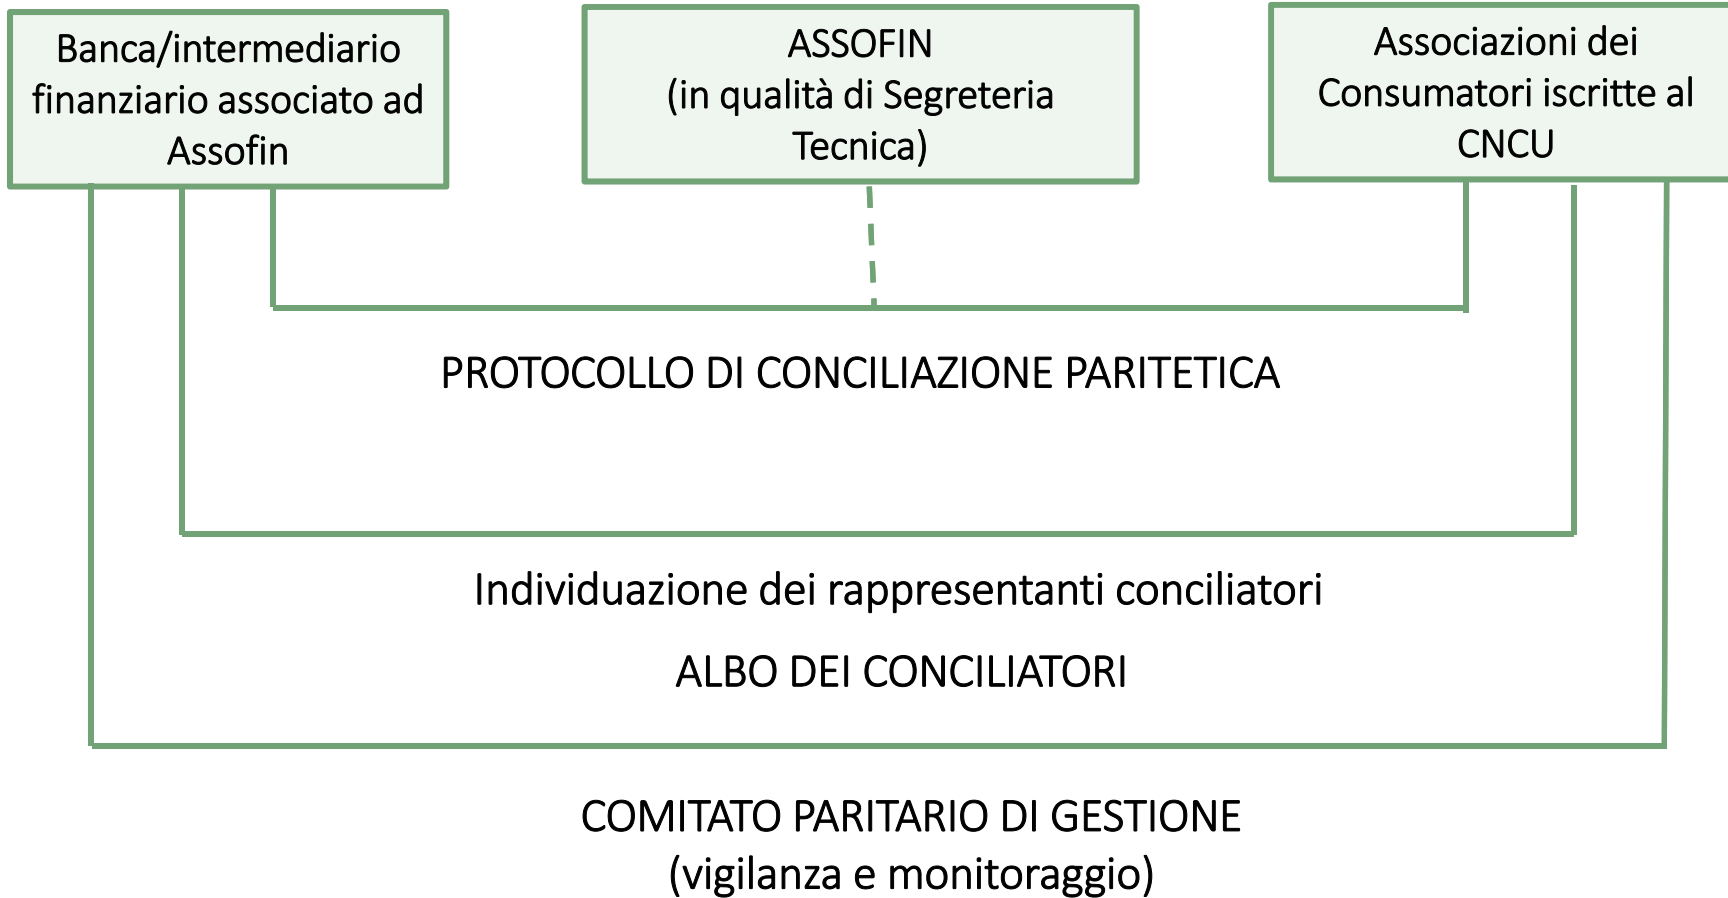 Banca/intermediario
finanziario associato ad
Assofin
ASSOFIN
(in qualità di Segreteria
Tecnica)
Associazioni dei
Consumatori iscritte al
CNCU
PROTOCOLLO DI CONCILIAZIONE PARITETICA
Individuazione dei rappresentanti conciliatori
ALBO DEI CONCILIATORI
COMITATO PARITARIO DI GESTIONE
(vigilanza e monitoraggio)